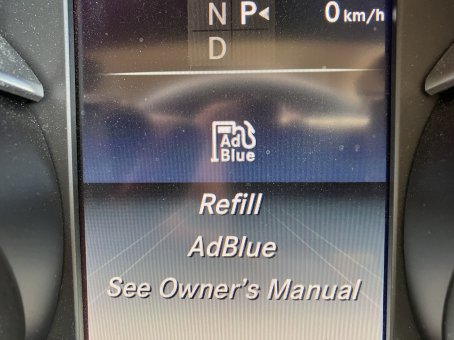 N P◄ 0 km/h
D
Ad
Blue
Refill
AdBlue
See Owner's Manual